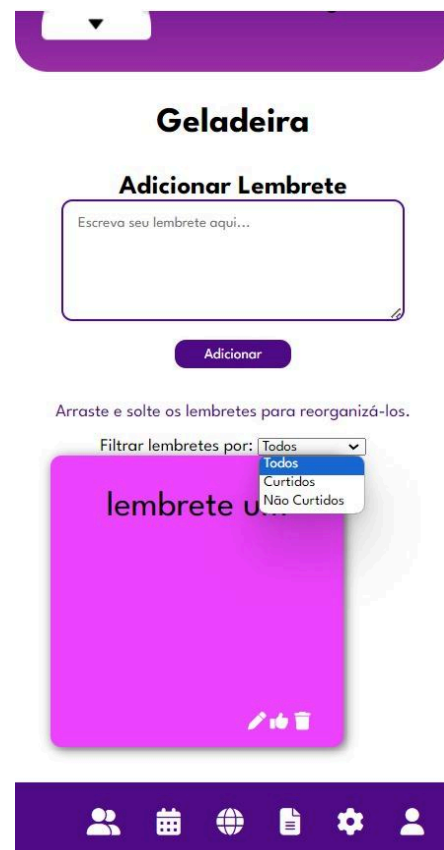 Geladeira
Adicionar Lembrete
Escreva seu lembrete aqui...
Adicionar
Arraste e solte os lembretes para reorganizá-los.
Filtrar lembretes por: Todos
Todos
Curtidos
Não Curtidos
lembrete